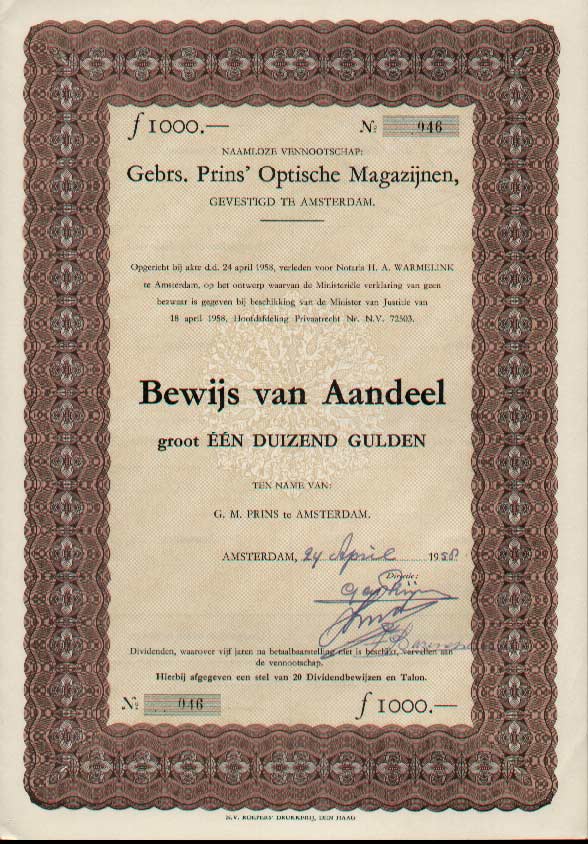 f 1000.— No 046
NAAMLOZE VENNOOTSCHAP:
Gebrs. Prins' Optische Magazijnen,
GEVESTIGD TE AMSTERDAM.
Opgericht bij akte d.d. 24 april 1958, verleden voor Notaris H. A. WARMELINK
te Amsterdam, op het ontwerp waarvan de Ministeriële verklaring van geen
bezwaar is gegeven bij beschikking van de Minister van Justitie van
18 april 1958, Hoofdafdeling Privaatrecht Nr. N.V. 72503.
Bewijs van Aandeel
groot ÉÉN DUIZEND GULDEN
TEN NAME VAN:
G. M. PRINS te AMSTERDAM.
AMSTERDAM, 24 April 1958
Directie:
Dividenden, waarover vijf jaren na betaalbaarstelling niet is beschikt, vervallen aan
de vennootschap.
Hierbij afgegeven een stel van 20 Dividendbewijzen en Talon.
No 046 f 1000.—
N.V. ROEPERS' DRUKKERIJ, DEN HAAG